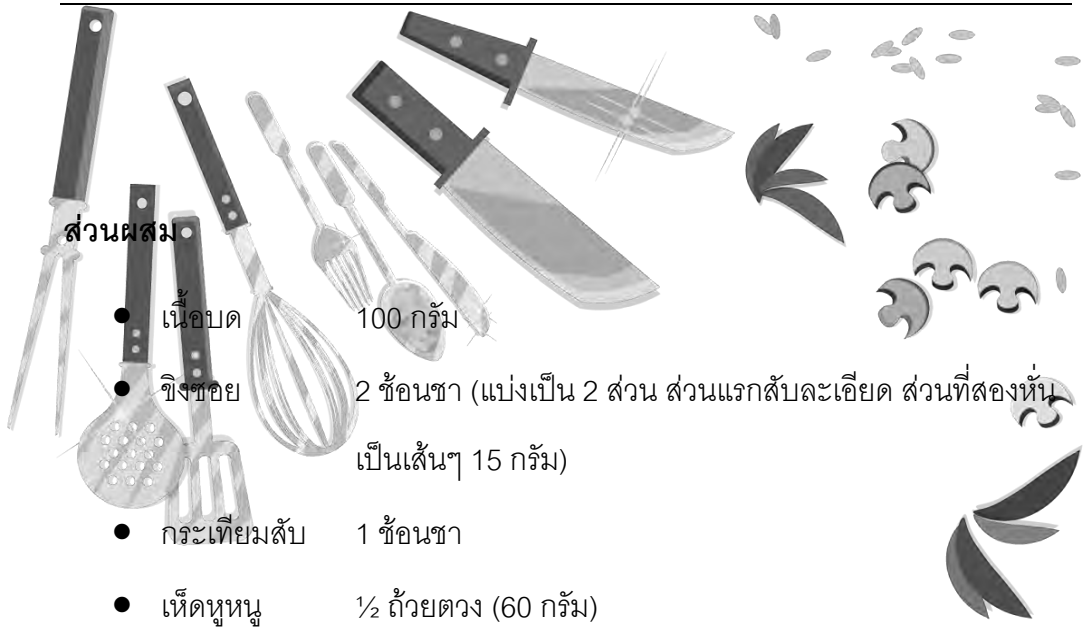 ส่วนผสม
● เนื้อบด 100 กรัม
● ขิงซอย 2 ช้อนชา (แบ่งเป็น 2 ส่วน ส่วนแรกสับละเอียด ส่วนที่สองหั่น
เป็นเส้นๆ 15 กรัม)
● กระเทียมสับ 1 ช้อนชา
● เห็ดหูหนู ½ ถ้วยตวง (60 กรัม)